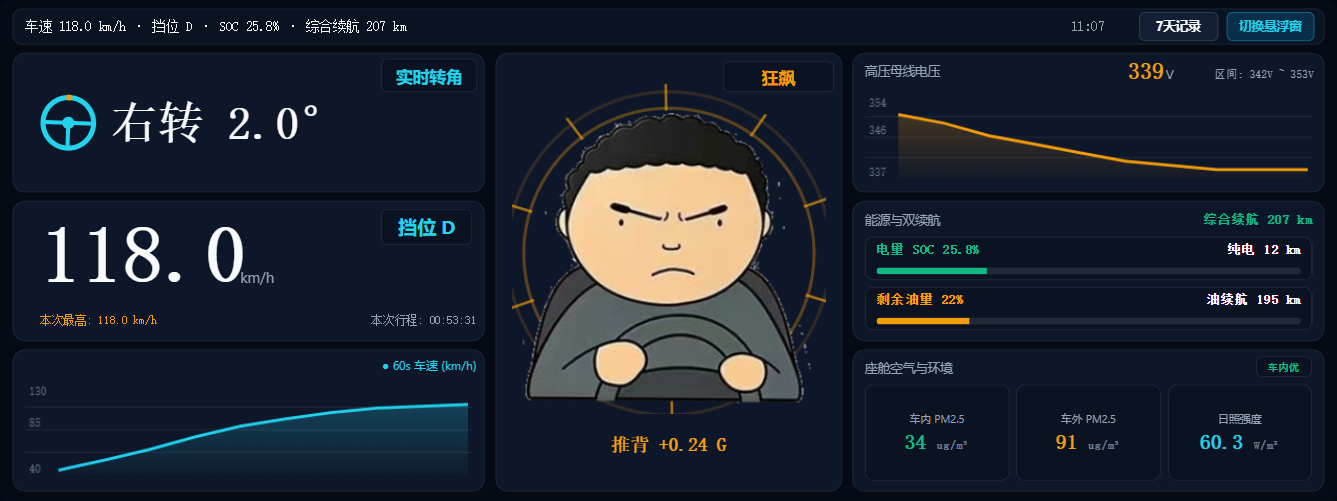 车速 118.0 km/h · 挡位 D · SOC 25.8% · 综合续航 207 km
11:07
7天记录
切换悬浮窗
实时转角
右转 2.0°
挡位 D
118.0 km/h
本次最高: 118.0 km/h
本次行程: 00:53:31
● 60s 车速 (km/h)
130
85
40
狂飙
推背 +0.24 G
高压母线电压
339 V
区间: 342V ~ 353V
354
346
337
能源与双续航
综合续航 207 km
电量 SOC 25.8%
纯电 12 km
剩余油量 22%
油续航 195 km
座舱空气与环境
车内优
车内 PM2.5
34 ug/m³
车外 PM2.5
91 ug/m³
日照强度
60.3 W/m²